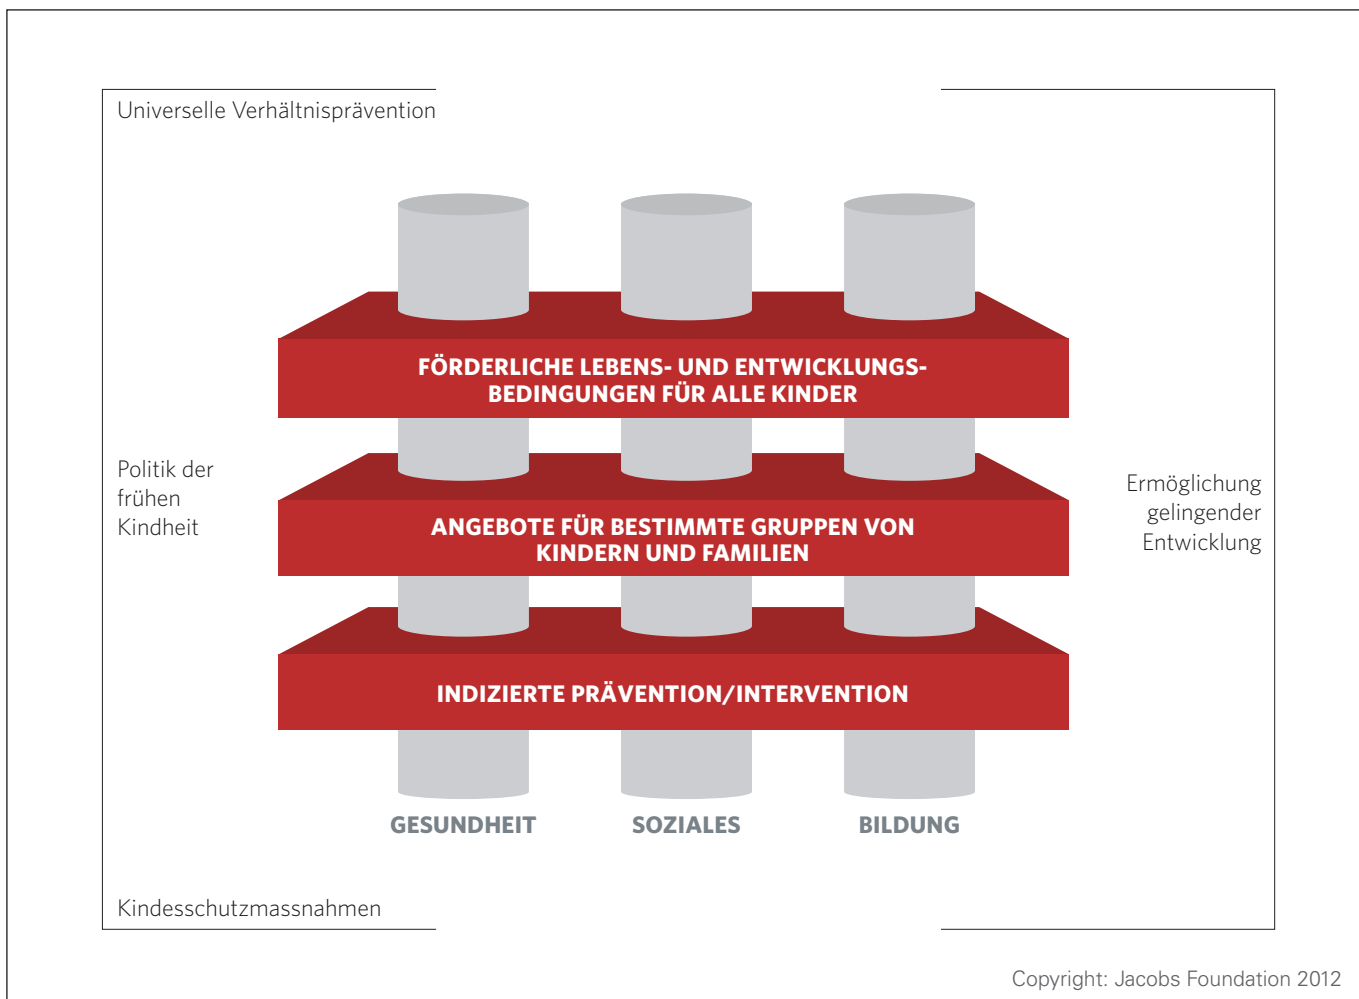 Universelle Verhältnisprävention
FÖRDERLICHE LEBENS- UND ENTWICKLUNGS-
BEDINGUNGEN FÜR ALLE KINDER
Politik der
frühen
Kindheit
ANGEBOTE FÜR BESTIMMTE GRUPPEN VON
KINDERN UND FAMILIEN
Ermöglichung
gelingender
Entwicklung
INDIZIERTE PRÄVENTION/INTERVENTION
GESUNDHEIT
SOZIALES
BILDUNG
Kindesschutzmassnahmen
Copyright: Jacobs Foundation 2012